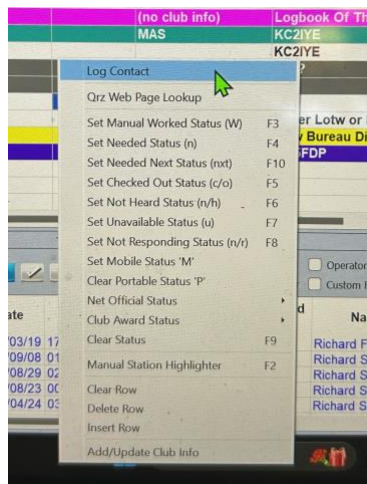 (no club info) Logbook Of Th
MAS KC2IYE
KC2IYE
Log Contact
Qrz Web Page Lookup
Set Manual Worked Status (W) F3
er Lotw or
Set Needed Status (n) F4
Bureau Di
Set Needed Next Status (nxt) F10
FDP
Set Checked Out Status (c/o) F5
Set Not Heard Status (n/h) F6
Set Unavailable Status (u) F7
Set Not Responding Status (n/r) F8
Set Mobile Status 'M'
Operator
Clear Portable Status 'P'
Custom
Net Official Status
Club Award Status
ate
d
Na
Clear Status F9
/03/19 17
Richard F
Manual Station Highlighter F2
/09/08 01
Richard S
/08/29 02
Richard S
Clear Row
/08/23 00
Richard S
Delete Row
/04/24 03
Richard S
Insert Row
Add/Update Club Info